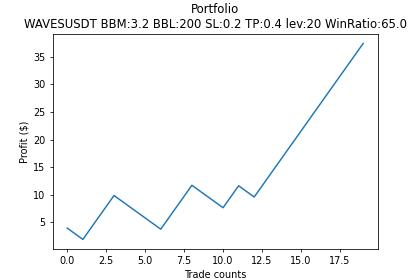 Portfolio
WAVESUSDT BBM:3.2 BBL:200 SL:0.2 TP:0.4 lev:20 WinRatio:65.0
35
30
25
20
15
10
5
Profit ($)
0.0 2.5 5.0 7.5 10.0 12.5 15.0 17.5
Trade counts